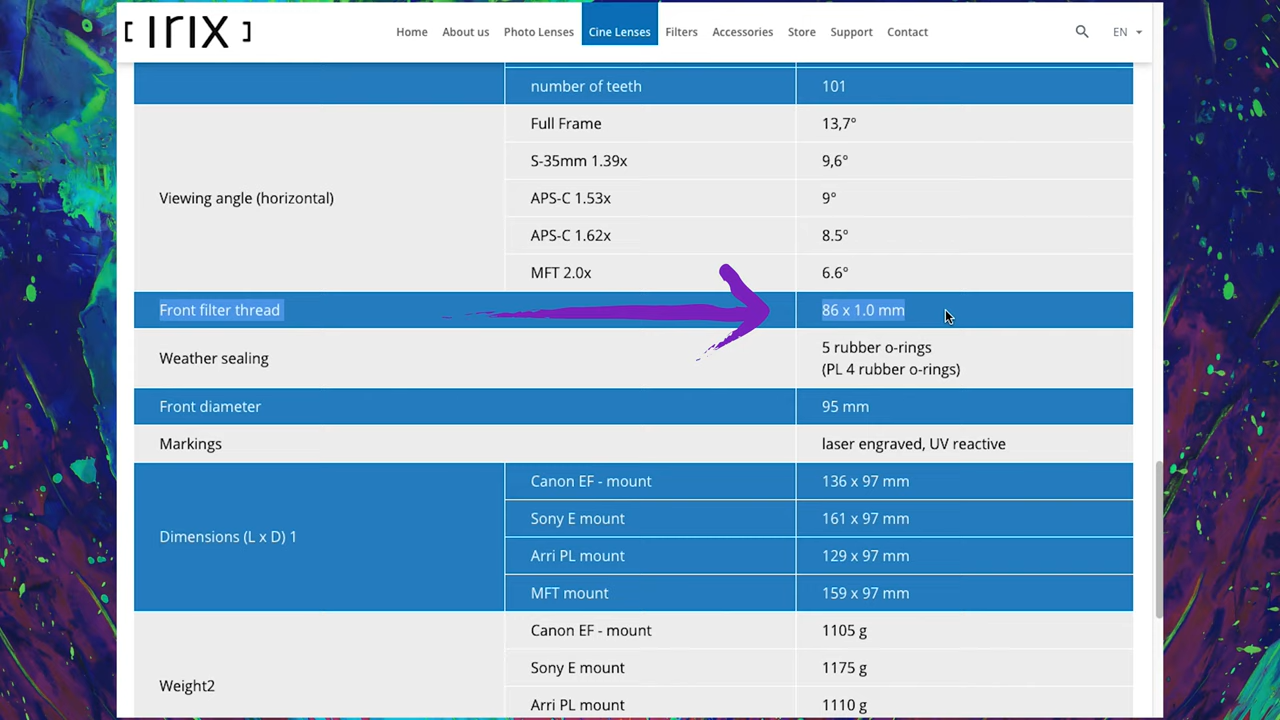 [ IrIX ]
Home About us Photo Lenses Cine Lenses Filters Accessories Store Support Contact EN
number of teeth 101
Viewing angle (horizontal)
Full Frame 13,7°
S-35mm 1.39x 9,6°
APS-C 1.53x 9°
APS-C 1.62x 8.5°
MFT 2.0x 6.6°
Front filter thread 86 x 1.0 mm
Weather sealing
5 rubber o-rings
(PL 4 rubber o-rings)
Front diameter 95 mm
Markings laser engraved, UV reactive
Dimensions (L x D) 1
Canon EF - mount 136 x 97 mm
Sony E mount 161 x 97 mm
Arri PL mount 129 x 97 mm
MFT mount 159 x 97 mm
Weight2
Canon EF - mount 1105 g
Sony E mount 1175 g
Arri PL mount 1110 g